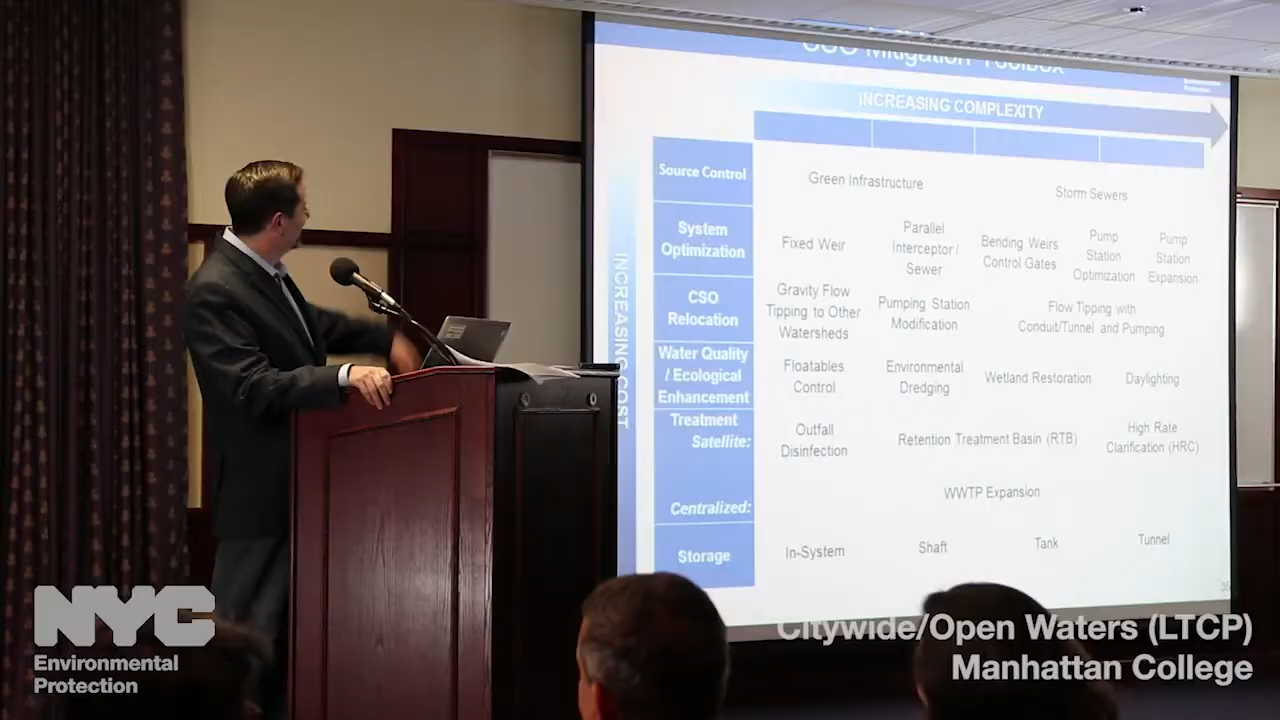 CSO Mitigation Toolbox
Environmental
Protection
INCREASING COMPLEXITY
INCREASING COST
Source Control
Green Infrastructure
Storm Sewers
System
Optimization
Fixed Weir
Parallel
Interceptor /
Sewer
Bending Weirs
Control Gates
Pump
Station
Optimization
Pump
Station
Expansion
CSO
Relocation
Gravity Flow
Tipping to Other
Watersheds
Pumping Station
Modification
Flow Tipping with
Conduit/Tunnel and Pumping
Water Quality
/ Ecological
Enhancement
Floatables
Control
Environmental
Dredging
Wetland Restoration
Daylighting
Treatment
Satellite:
Outfall
Disinfection
Retention Treatment Basin (RTB)
High Rate
Clarification (HRC)
Centralized:
WWTP Expansion
Storage
In-System
Shaft
Tank
Tunnel
NYC
Environmental
Protection
Citywide/Open Waters (LTCP)
Manhattan College